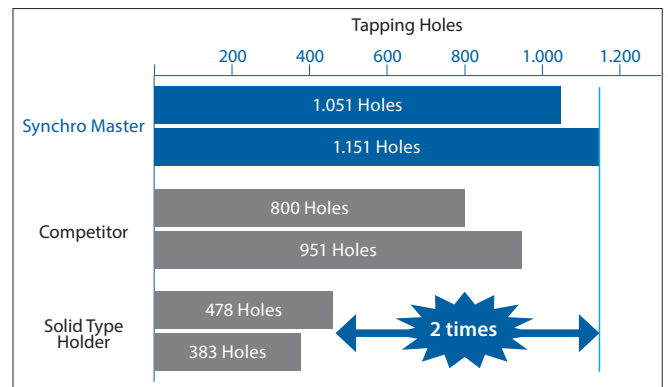 Tapping Holes
200 400 600 800 1.000 1.200
Synchro Master
1.051 Holes
1.151 Holes
Competitor
800 Holes
951 Holes
Solid Type
Holder
478 Holes
383 Holes
2 times